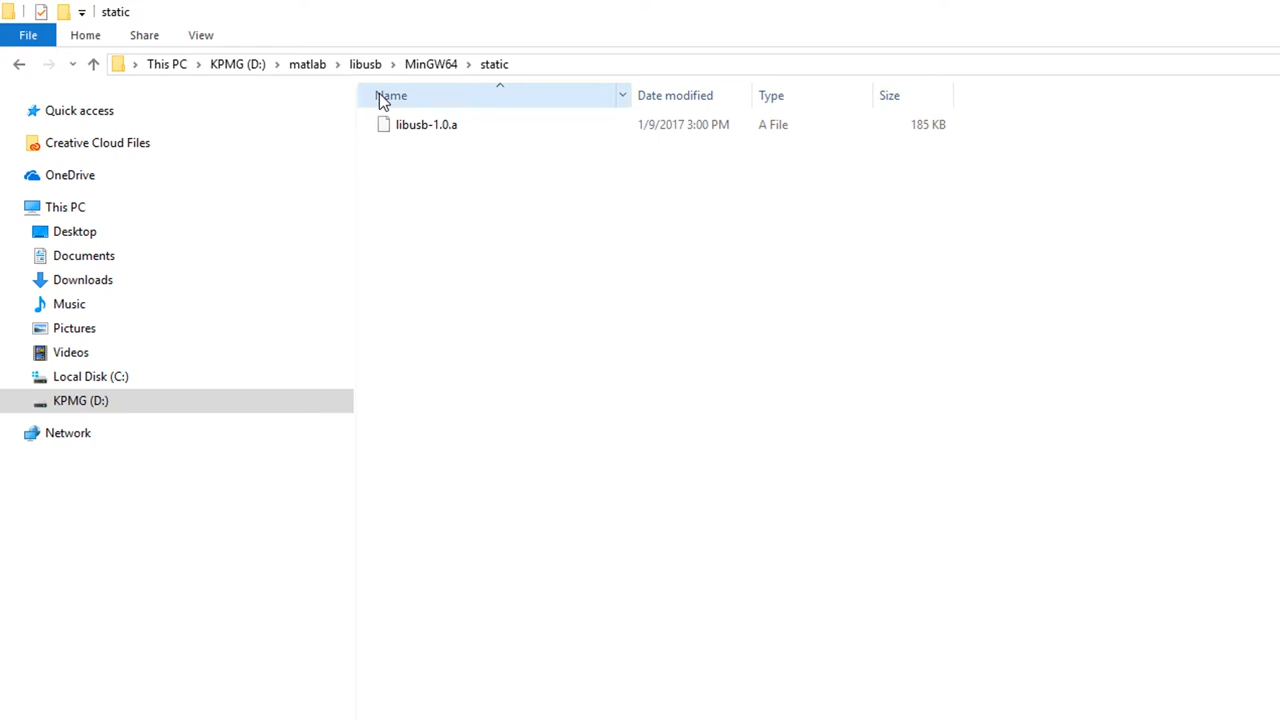 static
File Home Share View
This PC KPMG (D:) matlab libusb MinGW64 static
Name Date modified Type Size
libusb-1.0.a 1/9/2017 3:00 PM A File 185 KB
Quick access
Creative Cloud Files
OneDrive
This PC
Desktop
Documents
Downloads
Music
Pictures
Videos
Local Disk (C:)
KPMG (D:)
Network